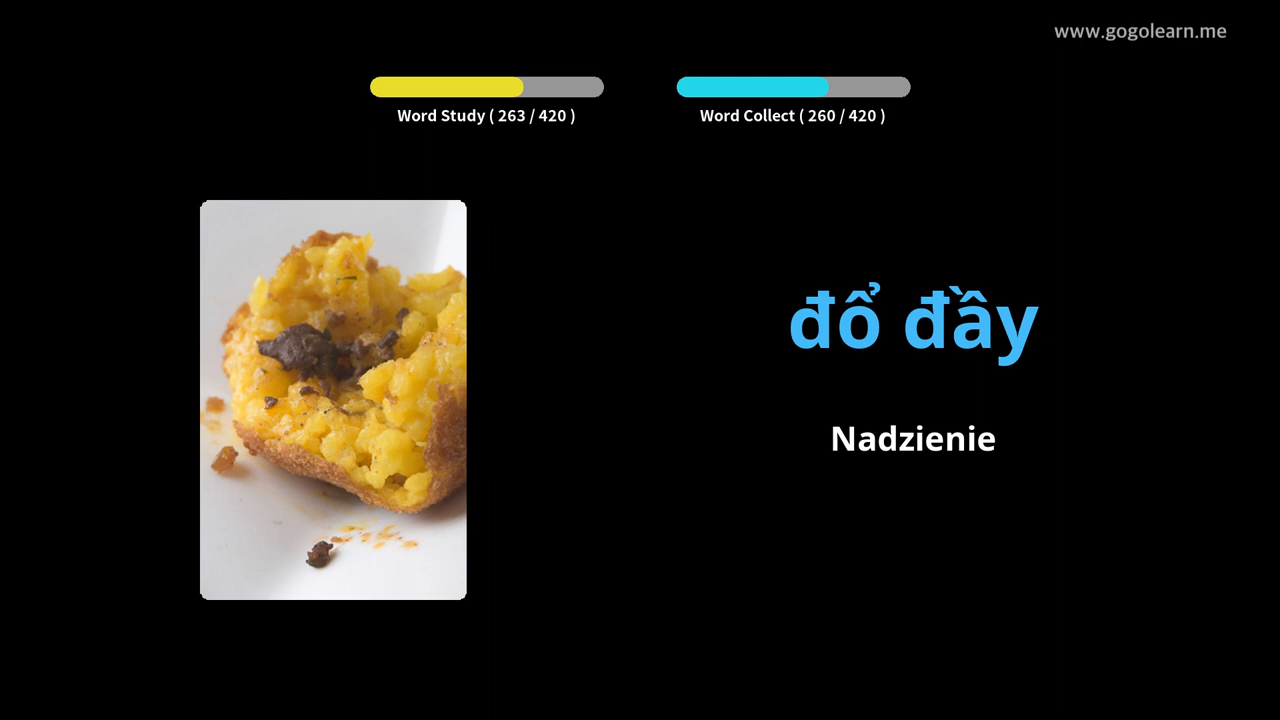 www.gogolearn.me
Word Study ( 263 / 420 )
Word Collect ( 260 / 420 )
đổ đầy
Nadzienie